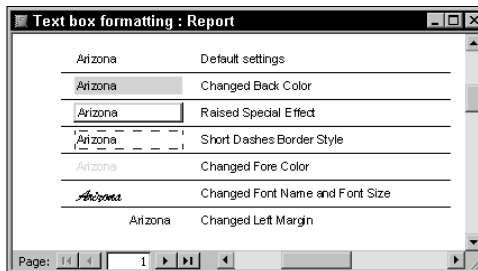 Text box formatting : Report
Arizona Default settings
Arizona Changed Back Color
Arizona Raised Special Effect
Arizona Short Dashes Border Style
Arizona Changed Fore Color
Arizona Changed Font Name and Font Size
Arizona Changed Left Margin
Page: 1